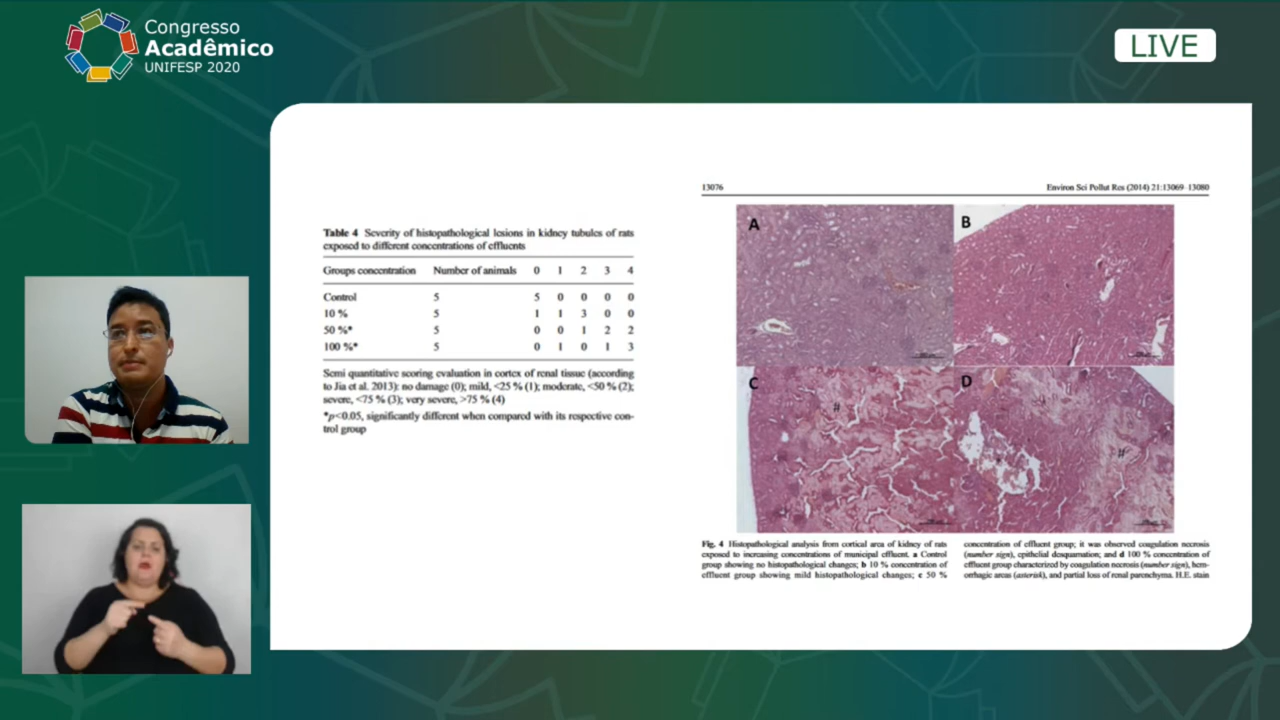 Congresso
Acadêmico
UNIFESP 2020
LIVE
Table 4 Severity of histopathological lesions in kidney tubules of rats
exposed to different concentrations of effluents
Groups concentration Number of animals 0 1 2 3 4
Control 5 5 0 0 0 0
10 % 5 1 1 3 0 0
50 %* 5 0 0 1 2 2
100 %* 5 0 1 0 1 3
Semi quantitative scoring evaluation in cortex of renal tissue (according
to Jia et al. 2013): no damage (0); mild, <25 % (1); moderate, <50 % (2);
severe, <75 % (3); very severe, >75 % (4)
*p<0.05, significantly different when compared with its respective con-
trol group
13076 Environ Sci Pollut Res (2014) 21:13069–13080
A
B
C
D
#
#
*
Fig. 4 Histopathological analysis from cortical area of kidney of rats
exposed to increasing concentrations of municipal effluent. a Control
group showing no histopathological changes; b 10 % concentration of
effluent group showing mild histopathological changes; c 50 %
concentration of effluent group; it was observed coagulation necrosis
(number sign), epithelial desquamation; and d 100 % concentration of
effluent group characterized by coagulation necrosis (number sign), hem-
orrhagic areas (asterisk), and partial loss of renal parenchyma. H.E. stain